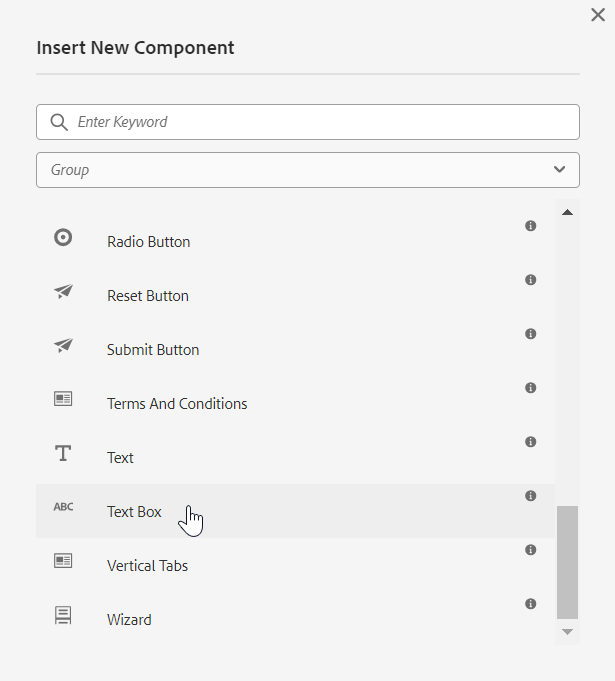 Insert New Component
Enter Keyword
Group
Radio Button
Reset Button
Submit Button
Terms And Conditions
Text
ABC Text Box
Vertical Tabs
Wizard